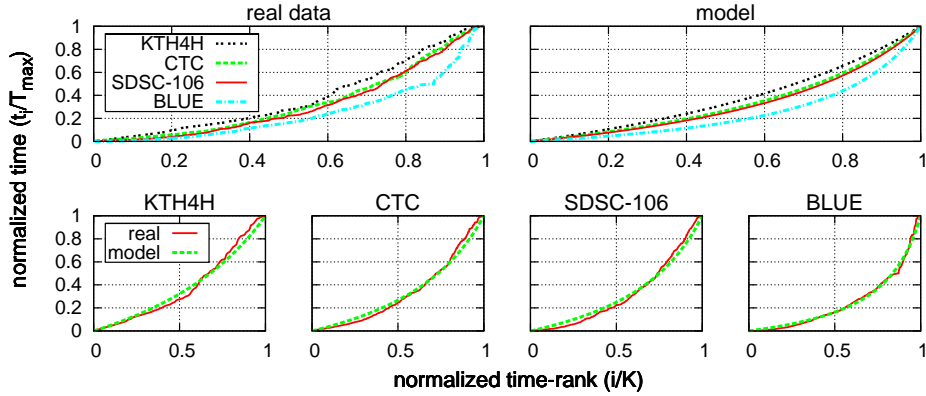 real data
model
1
0.8
0.6
0.4
0.2
0
KTH4H
CTC
SDSC-106
BLUE
0 0.2 0.4 0.6 0.8 1
0 0.2 0.4 0.6 0.8 1
normalized time (t_i/T_max)
KTH4H
CTC
SDSC-106
BLUE
1
0.8
0.6
0.4
0.2
0
real
model
0 0.5 1
0 0.5 1
0 0.5 1
0 0.5 1
normalized time-rank (i/K)